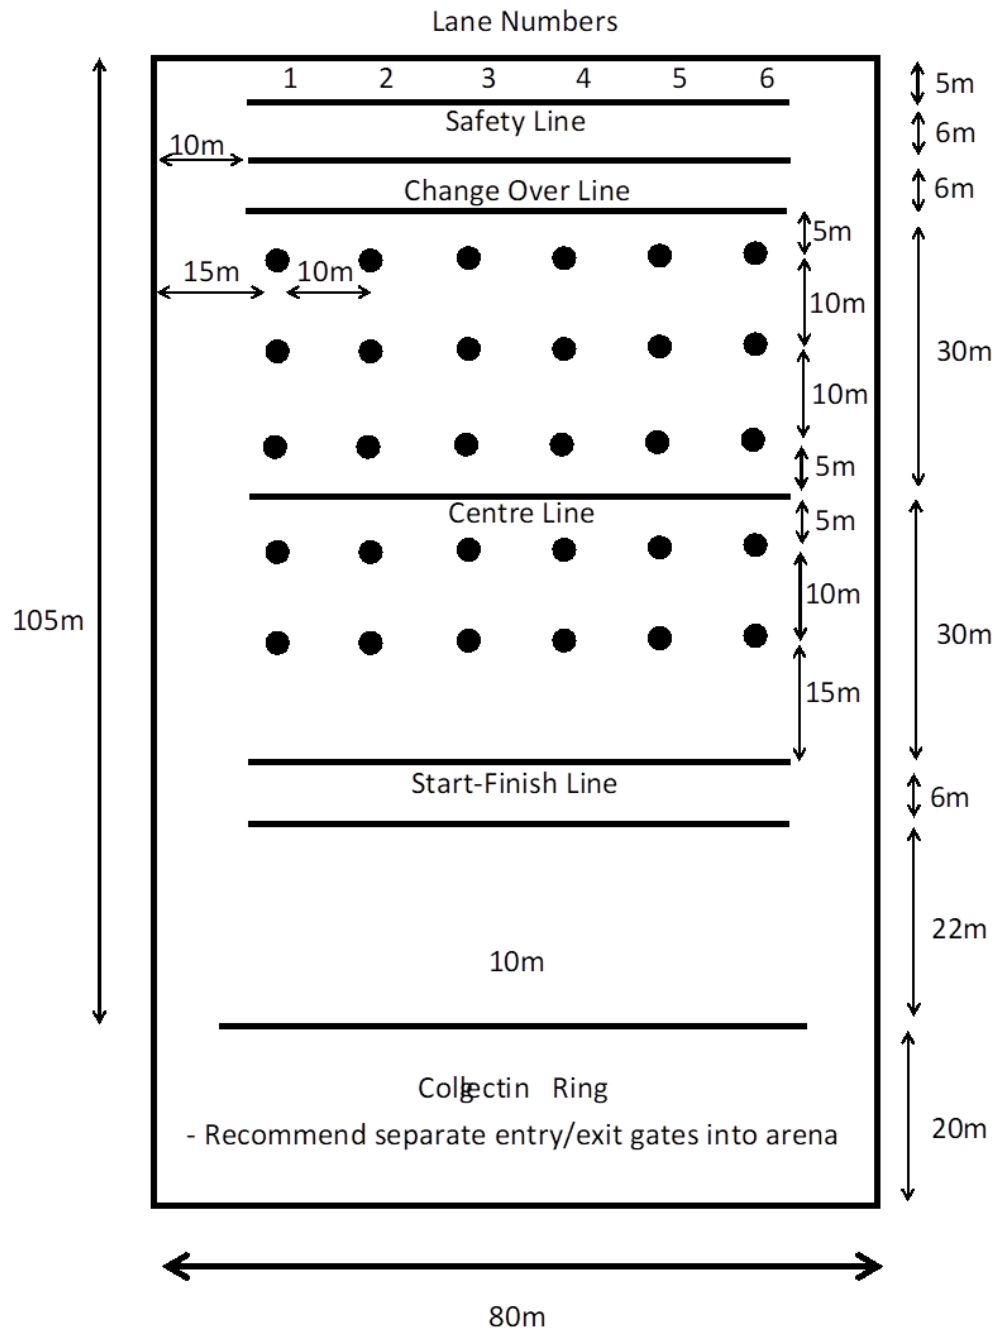 Lane Numbers
1 2 3 4 5 6
5m
Safety Line
6m
10m
Change Over Line
6m
5m
15m
10m
10m
30m
10m
5m
Centre Line
5m
10m
105m
30m
15m
Start-Finish Line
6m
22m
10m
Ring
- Recommend separate entry/exit gates into arena
20m
80m